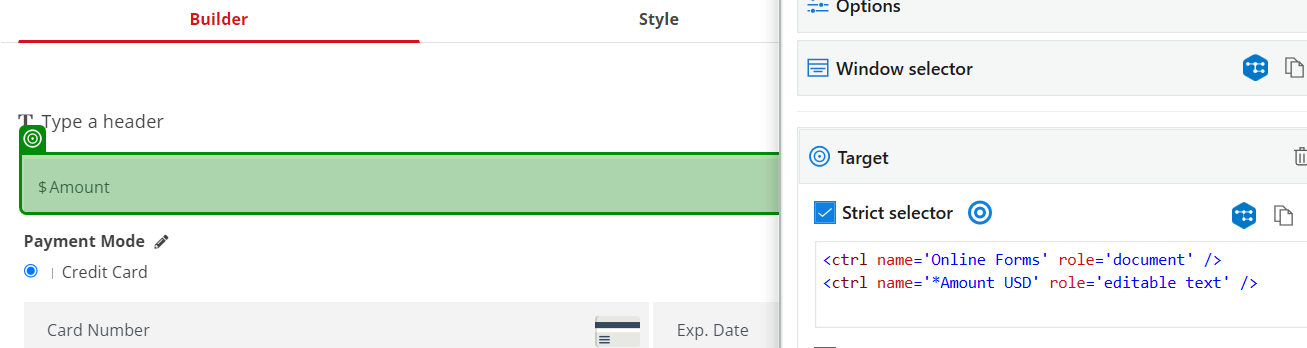 Builder
Style
T Type a header
$ Amount
Payment Mode
Credit Card
Card Number
Exp. Date
Options
Window selector
Target
Strict selector
<ctrl name='Online Forms' role='document' />
<ctrl name='*Amount USD' role='editable text' />